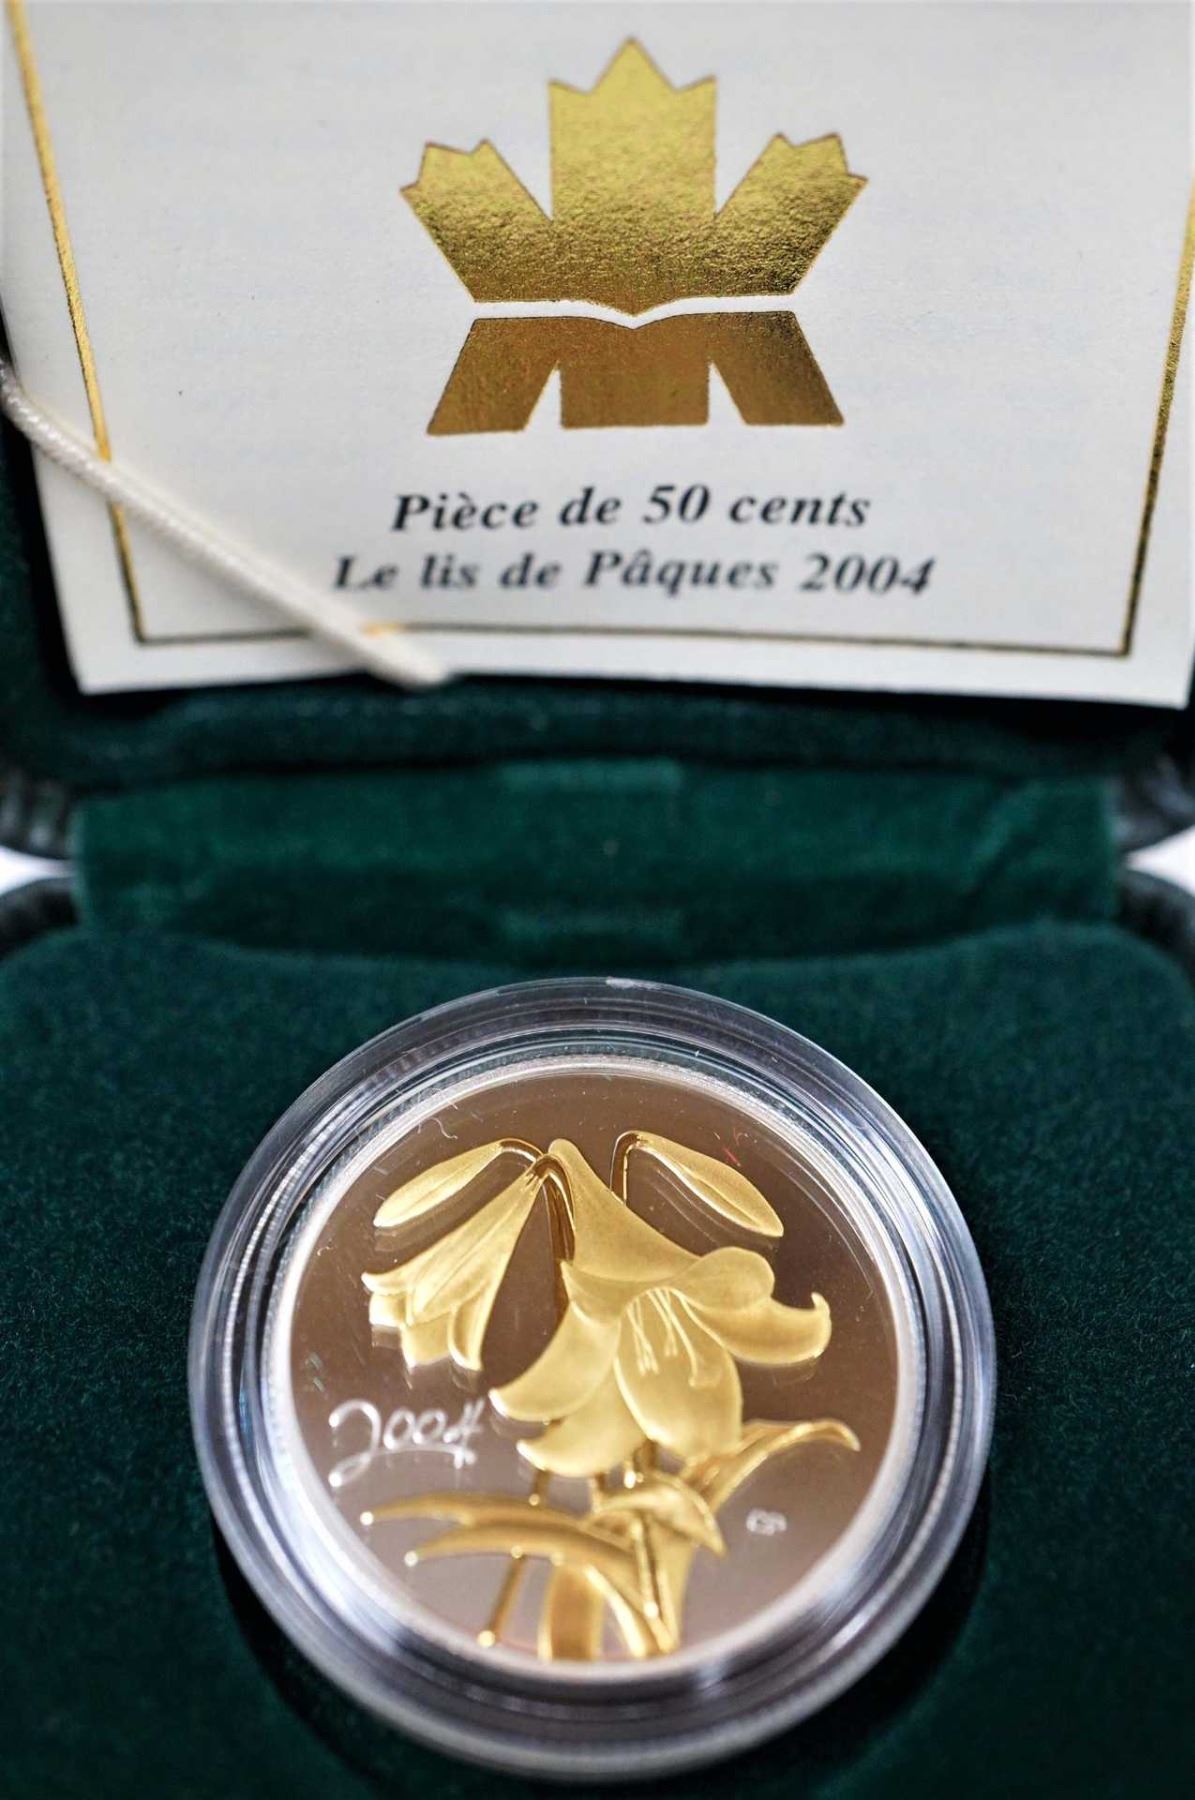 Pièce de 50 cents
Le lis de Pâques 2004
2004